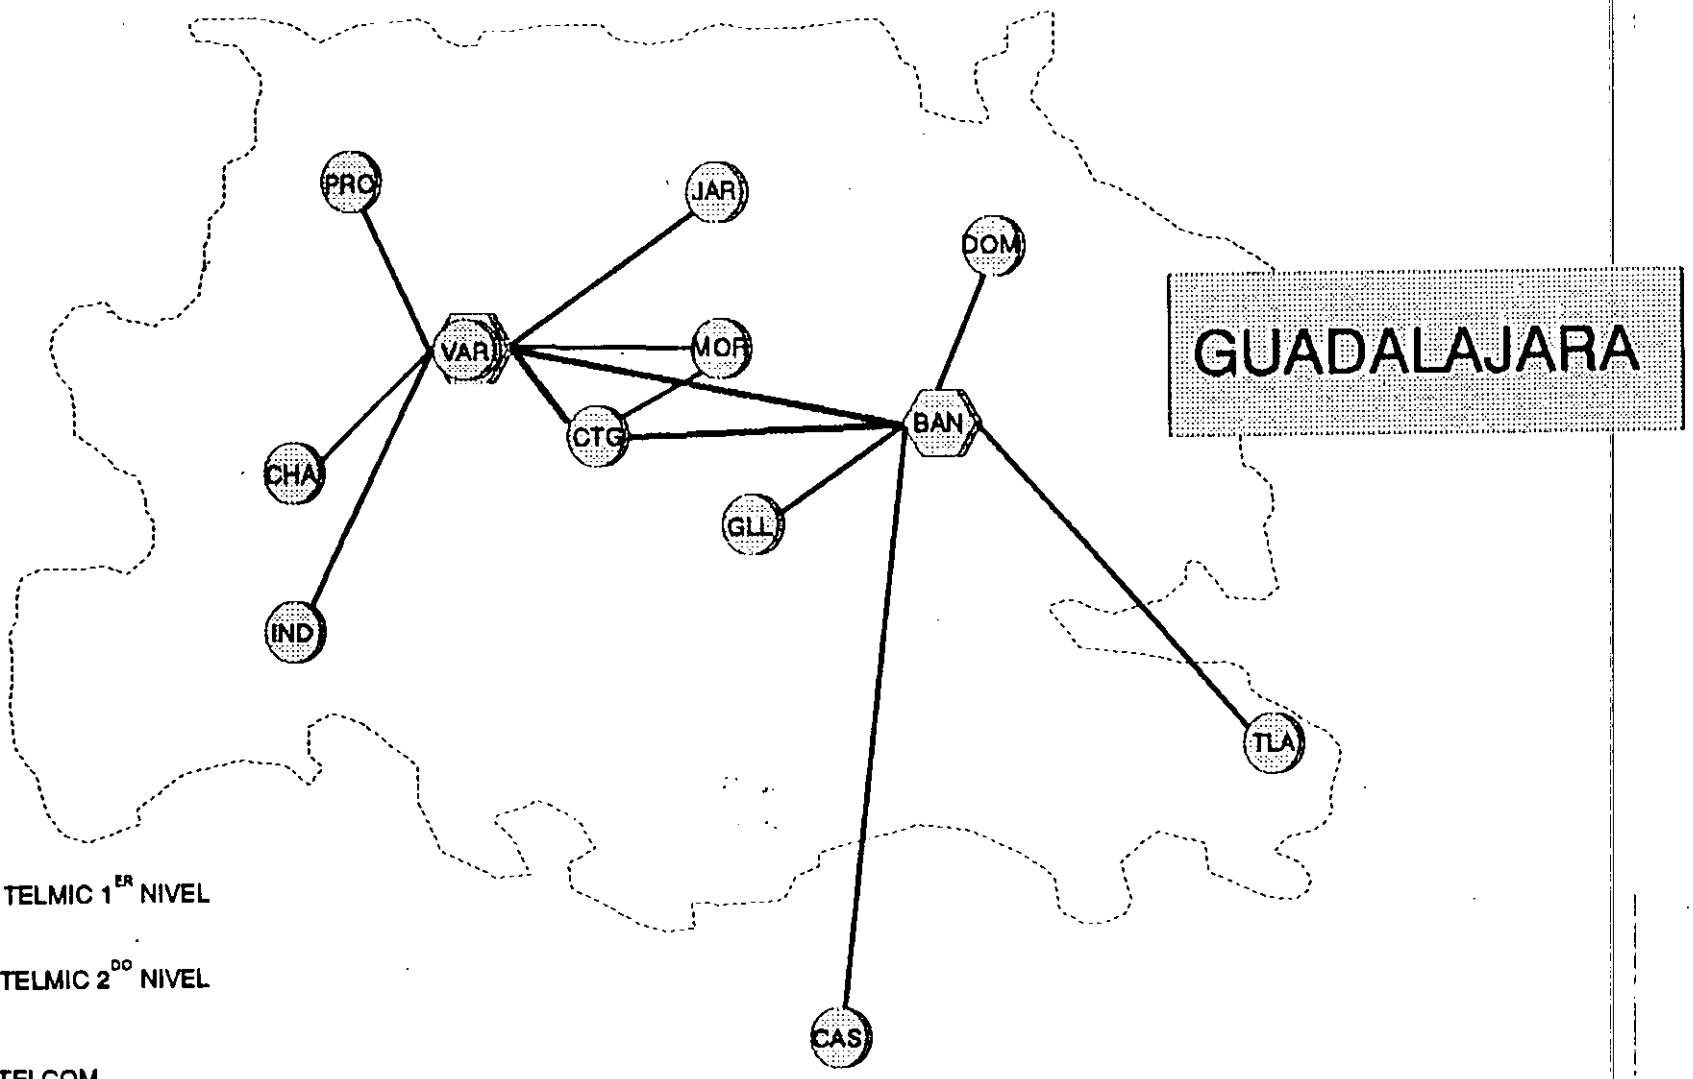 PRO
JAR
DOM
GUADALAJARA
VAR
MOR
BAN
CTG
CHA
GLL
IND
TLA
TELMIC 1ER NIVEL
TELMIC 2DO NIVEL
CAS
TELCOM